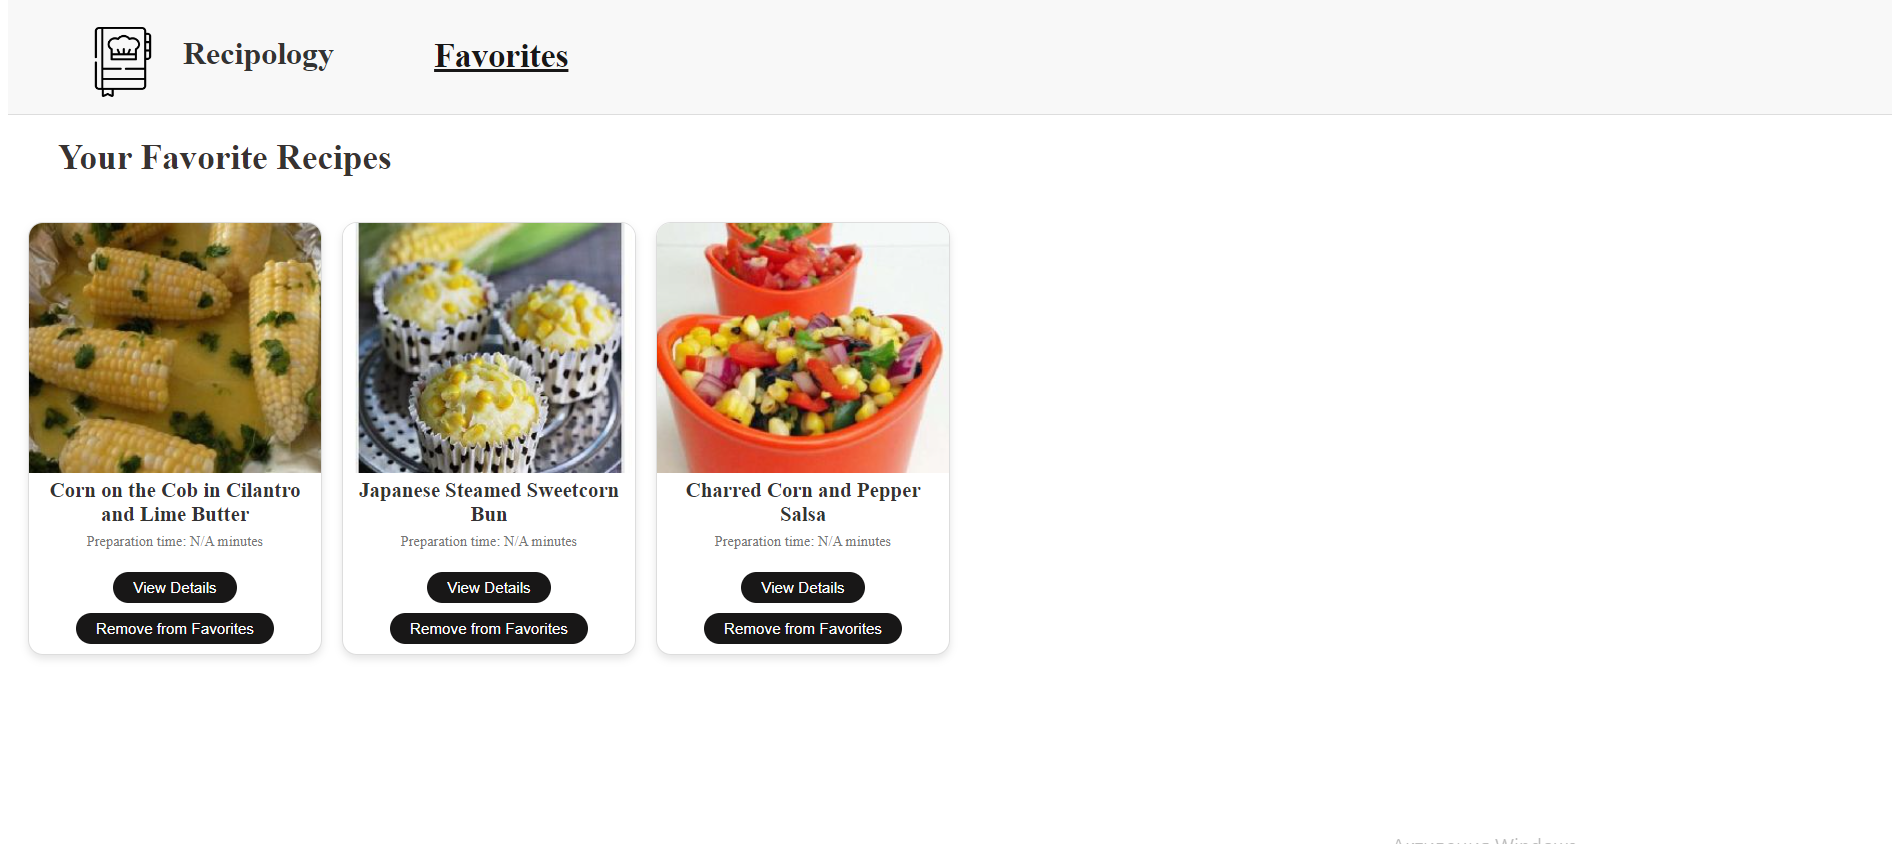 Recipology
Favorites
Your Favorite Recipes
Corn on the Cob in Cilantro
and Lime Butter
Preparation time: N/A minutes
View Details
Remove from Favorites
Japanese Steamed Sweetcorn
Bun
Preparation time: N/A minutes
View Details
Remove from Favorites
Charred Corn and Pepper
Salsa
Preparation time: N/A minutes
View Details
Remove from Favorites